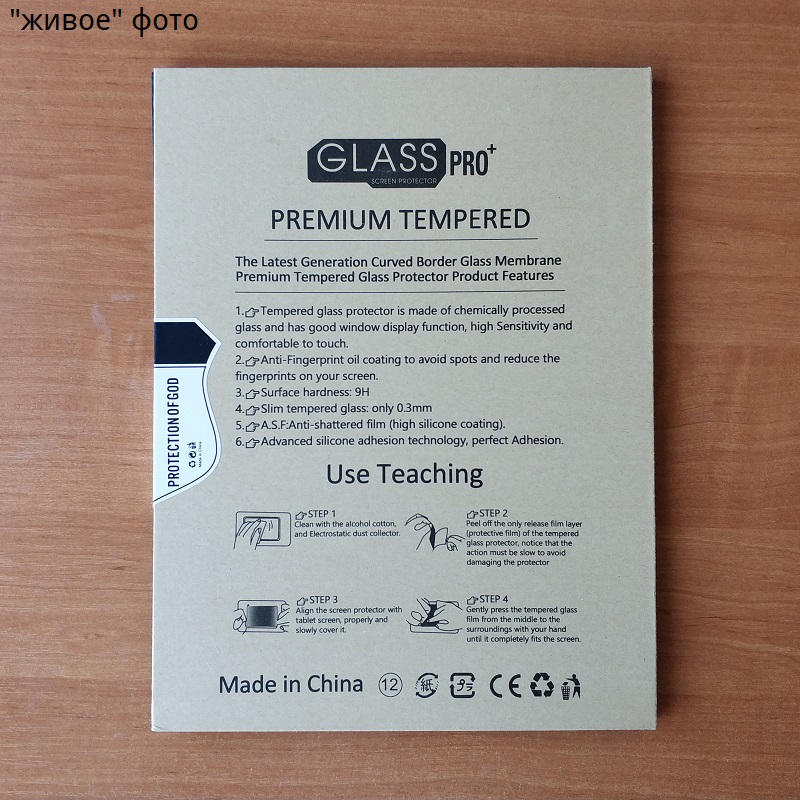 "живое" фото
GLASS PRO+
SCREEN PROTECTOR
PREMIUM TEMPERED
The Latest Generation Curved Border Glass Membrane
Premium Tempered Glass Protector Product Features
1.👉Tempered glass protector is made of chemically processed
glass and has good window display function, high Sensitivity and
comfortable to touch.
2.👉Anti-Fingerprint oil coating to avoid spots and reduce the
fingerprints on your screen.
3.👉Surface hardness: 9H
4.👉Slim tempered glass: only 0.3mm
5.👉A.S.F:Anti-shattered film (high silicone coating).
6.👉Advanced silicone adhesion technology, perfect Adhesion.
PROTECTION OF GOD
Made in China
Use Teaching
👉STEP 1
Clean with the alcohol cotton,
and Electrostatic dust collector.
👉STEP 2
Peel off the only release film layer
(protective film) of the tempered
glass protector, notice that the
action must be slow to avoid
damaging the protector
👉STEP 3
Align the screen protector with
tablet screen, properly and
slowly cover it.
👉STEP 4
Gently press the tempered glass
film from the middle to the
surroundings with your hand
until it completely fits the screen.
Made in China 12 紙 プラ CE